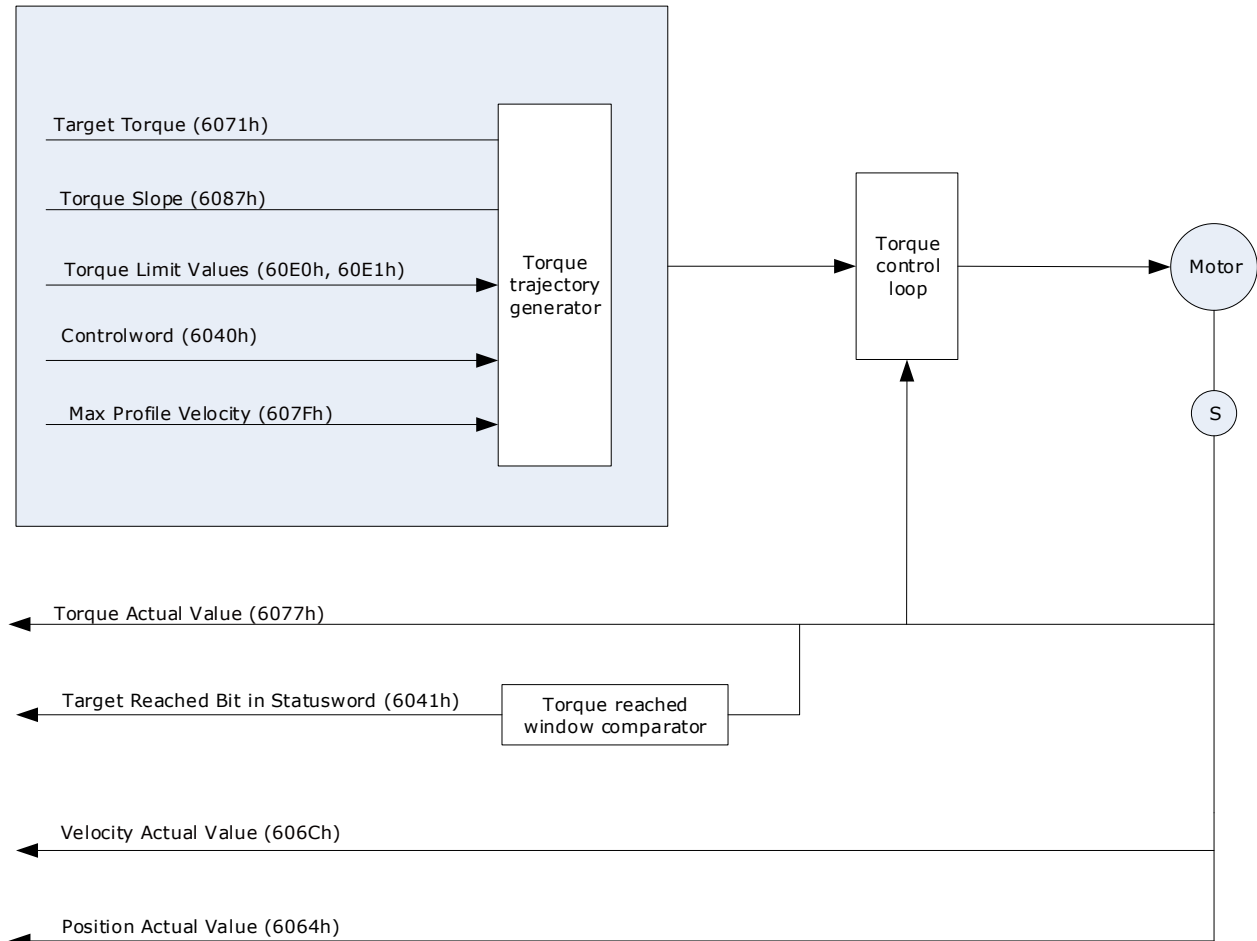 Target Torque (6071h)
Torque Slope (6087h)
Torque Limit Values (60E0h, 60E1h)
Controlword (6040h)
Max Profile Velocity (607Fh)
Torque
trajectory
generator
Torque
control
loop
Motor
S
Torque Actual Value (6077h)
Target Reached Bit in Statusword (6041h)
Torque reached
window comparator
Velocity Actual Value (606Ch)
Position Actual Value (6064h)